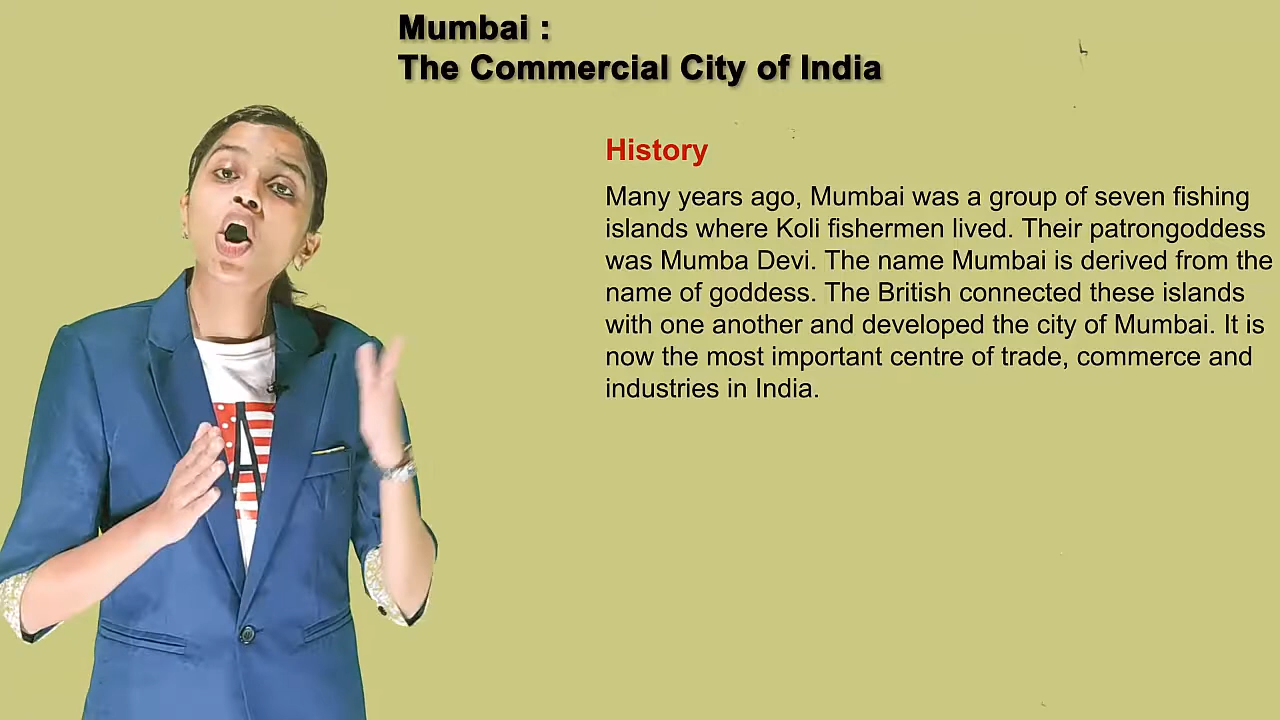 Mumbai :
The Commercial City of India
History
Many years ago, Mumbai was a group of seven fishing
islands where Koli fishermen lived. Their patrongoddess
was Mumba Devi. The name Mumbai is derived from the
name of goddess. The British connected these islands
with one another and developed the city of Mumbai. It is
now the most important centre of trade, commerce and
industries in India.
A